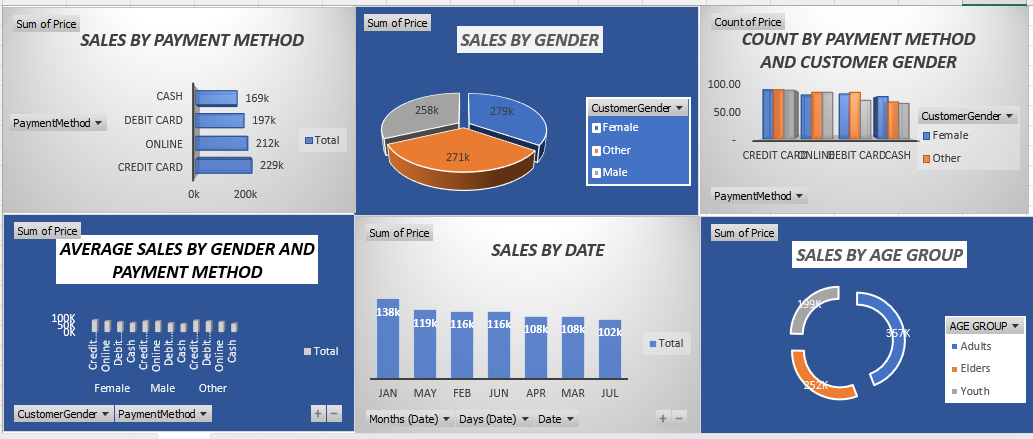 Sum of Price
SALES BY PAYMENT METHOD
CASH
169k
DEBIT CARD
197k
ONLINE
212k
CREDIT CARD
229k
PaymentMethod
Total
0k
200k
Sum of Price
SALES BY GENDER
258k
279k
271k
CustomerGender
Female
Other
Male
Count of Price
COUNT BY PAYMENT METHOD
AND CUSTOMER GENDER
100.00
50.00
-
CREDIT CARD
ONLINE
DEBIT CARD
CASH
CustomerGender
Female
Other
PaymentMethod
Sum of Price
AVERAGE SALES BY GENDER AND
PAYMENT METHOD
100K
50K
0K
Credit...
Online
Debit...
Cash
Credit...
Online
Debit...
Cash
Credit...
Debit...
Online
Cash
Female
Male
Other
Total
CustomerGender
PaymentMethod
+ -
Sum of Price
SALES BY DATE
138k
119k
116k
116k
108k
108k
102k
JAN
MAY
FEB
JUN
APR
MAR
JUL
Total
Months (Date)
Days (Date)
Date
+ -
Sum of Price
SALES BY AGE GROUP
199K
357K
252K
AGE GROUP
Adults
Elders
Youth